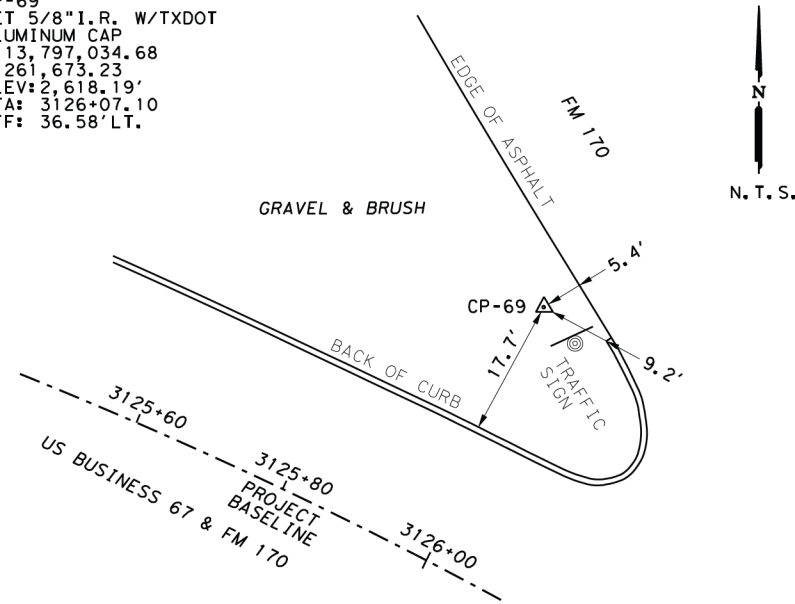 -69
ET 5/8"I.R. W/TXDOT
LUMINUM CAP
13,797,034.68
261,673.23
LEV:2,618.19'
TA: 3126+07.10
FF: 36.58'LT.
EDGE OF ASPHALT
FM 170
N
N.T.S.
GRAVEL & BRUSH
5.4'
CP-69
17.7'
9.2'
TRAFFIC
SIGN
BACK OF CURB
3125+60
3125+80
3126+00
PROJECT
BASELINE
US BUSINESS 67 & FM 170